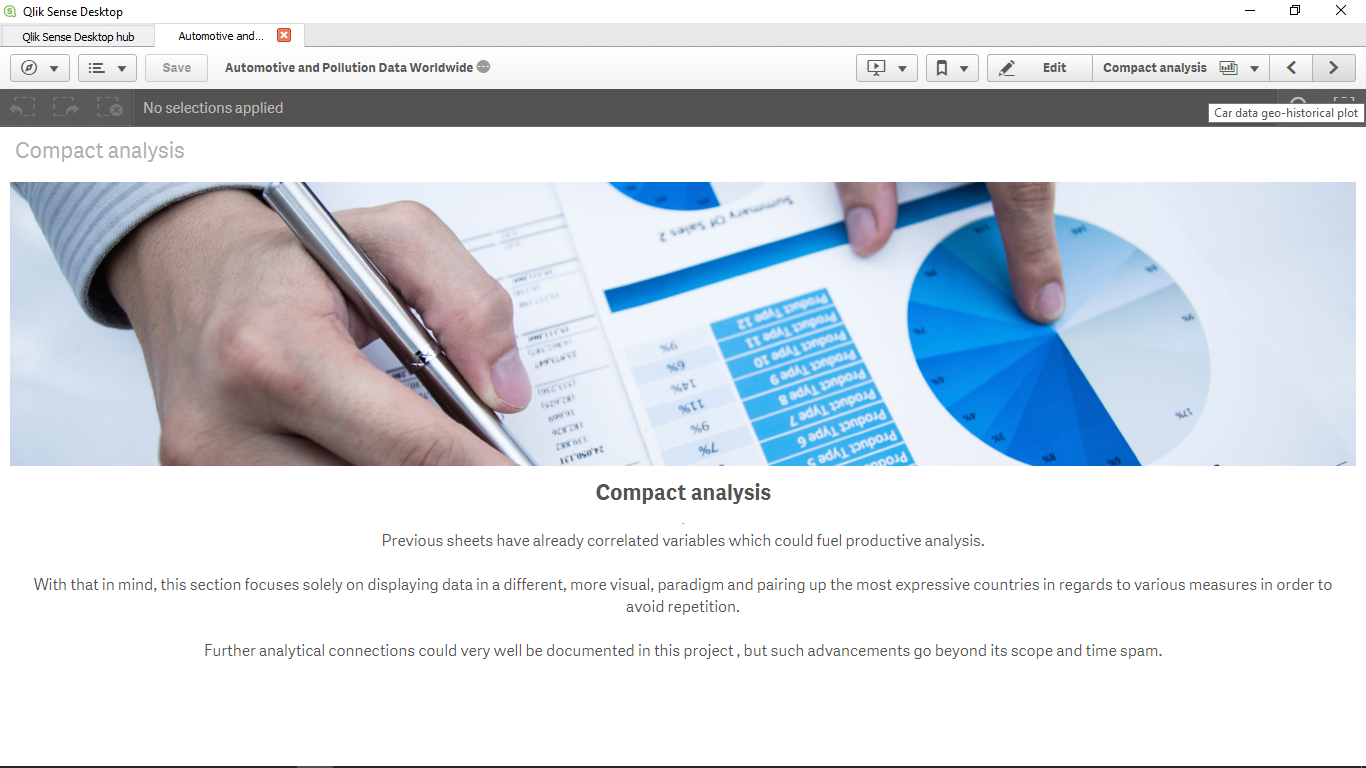 Qlik Sense Desktop
Qlik Sense Desktop hub
Automotive and...
Save
Automotive and Pollution Data Worldwide
Edit
Compact analysis
No selections applied
Car data geo-historical plot
Compact analysis
Summary Of Sales 2
Product Type 12
Product Type 11
Product Type 10
Product Type 9
Product Type 8
Product Type 7
Product Type 6
Product Type 5
9%
6%
14%
11%
9%
7%
17%
24,050,131
Compact analysis
.
Previous sheets have already correlated variables which could fuel productive analysis.
With that in mind, this section focuses solely on displaying data in a different, more visual, paradigm and pairing up the most expressive countries in regards to various measures in order to
avoid repetition.
Further analytical connections could very well be documented in this project , but such advancements go beyond its scope and time spam.